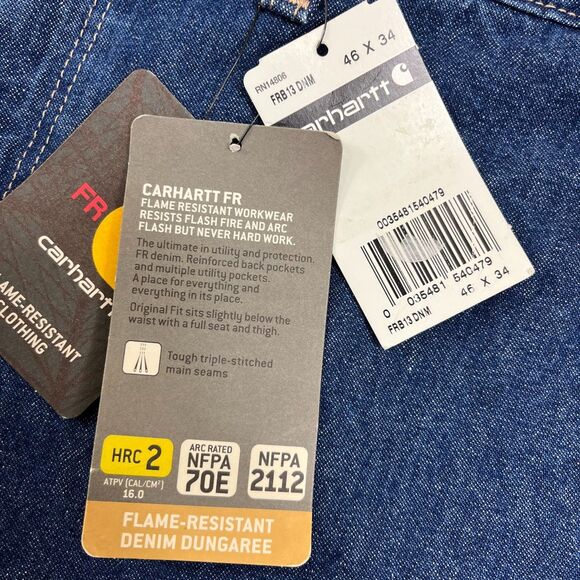 FR
carhartt
FLAME-RESISTANT
CLOTHING
CARHARTT FR
FLAME RESISTANT WORKWEAR
RESISTS FLASH FIRE AND ARC
FLASH BUT NEVER HARD WORK.
The ultimate in utility and protection.
FR denim. Reinforced back pockets
and multiple utility pockets.
A place for everything and
everything in its place.
Original Fit sits slightly below the
waist with a full seat and thigh.
Tough triple-stitched
main seams
HRC 2
ATPV (CAL/CM²)
16.0
ARC RATED
NFPA
70E
NFPA
2112
FLAME-RESISTANT
DENIM DUNGAREE
RN14806
FRB13 DNM
46 X 34
carhartt
0035481540479
0 035481 540479
FRB13 DNM
46 X 34